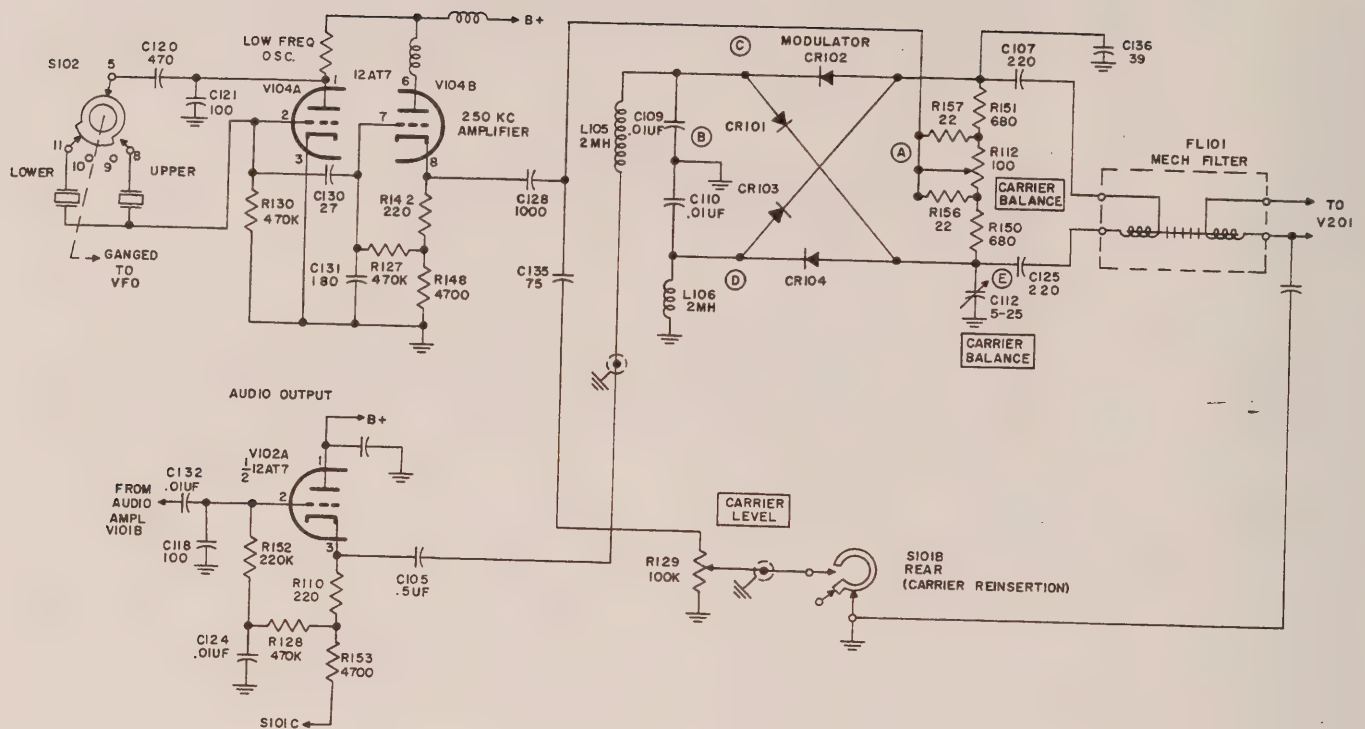 S102
5
C120
470
C121
100
11
10
9
8
LOWER
UPPER
GANGED
TO
VFO
LOW FREQ
OSC.
1
V104A
2
3
12AT7
6
V104B
7
8
250 KC
AMPLIFIER
B+
R130
470K
C130
27
C131
180
R142
220
R127
470K
R148
4700
C128
1000
C135
75
L105
2MH
C109
.01UF
B
C110
.01UF
L106
2MH
C
MODULATOR
CR102
CR101
CR103
D
CR104
A
R157
22
R151
680
R112
100
R156
22
R150
680
CARRIER
BALANCE
C107
220
C136
39
E
C125
220
C112
5-25
CARRIER
BALANCE
FL101
MECH FILTER
TO
V201
AUDIO OUTPUT
B+
V102A
1/2 12AT7
1
2
3
FROM
AUDIO
AMPL
V101B
C132
.01UF
C118
100
R152
220K
R110
220
C105
.5UF
C124
.01UF
R128
470K
R153
4700
S101C
CARRIER
LEVEL
R129
100K
S101B
REAR
(CARRIER REINSERTION)